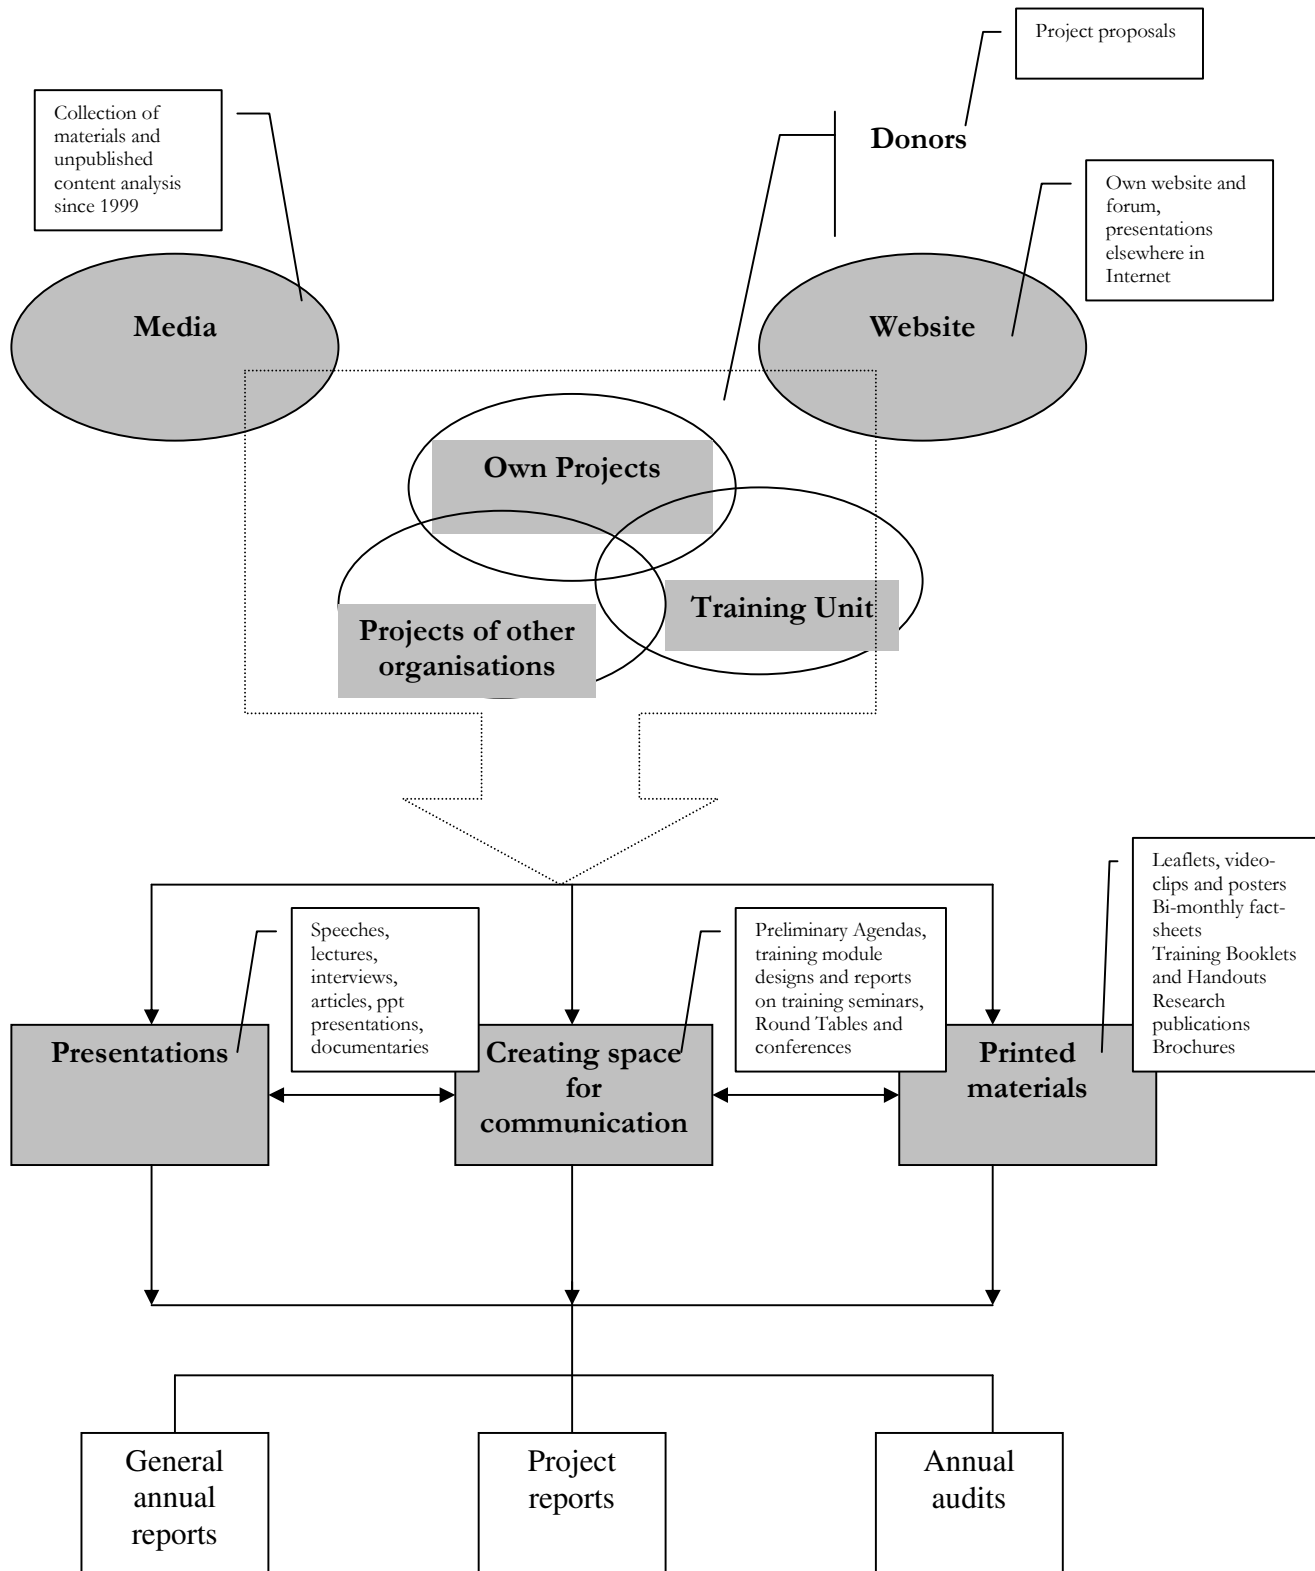 Project proposals
Collection of
materials and
unpublished
content analysis
since 1999
Donors
Own website and
forum,
presentations
elsewhere in
Internet
Media
Website
Own Projects
Training Unit
Projects of other
organisations
Leaflets, video-
clips and posters
Bi-monthly fact-
sheets
Training Booklets
and Handouts
Research
publications
Brochures
Speeches,
lectures,
interviews,
articles, ppt
presentations,
documentaries
Preliminary Agendas,
training module
designs and reports
on training seminars,
Round Tables and
conferences
Presentations
Creating space
for
communication
Printed
materials
General
annual
reports
Project
reports
Annual
audits